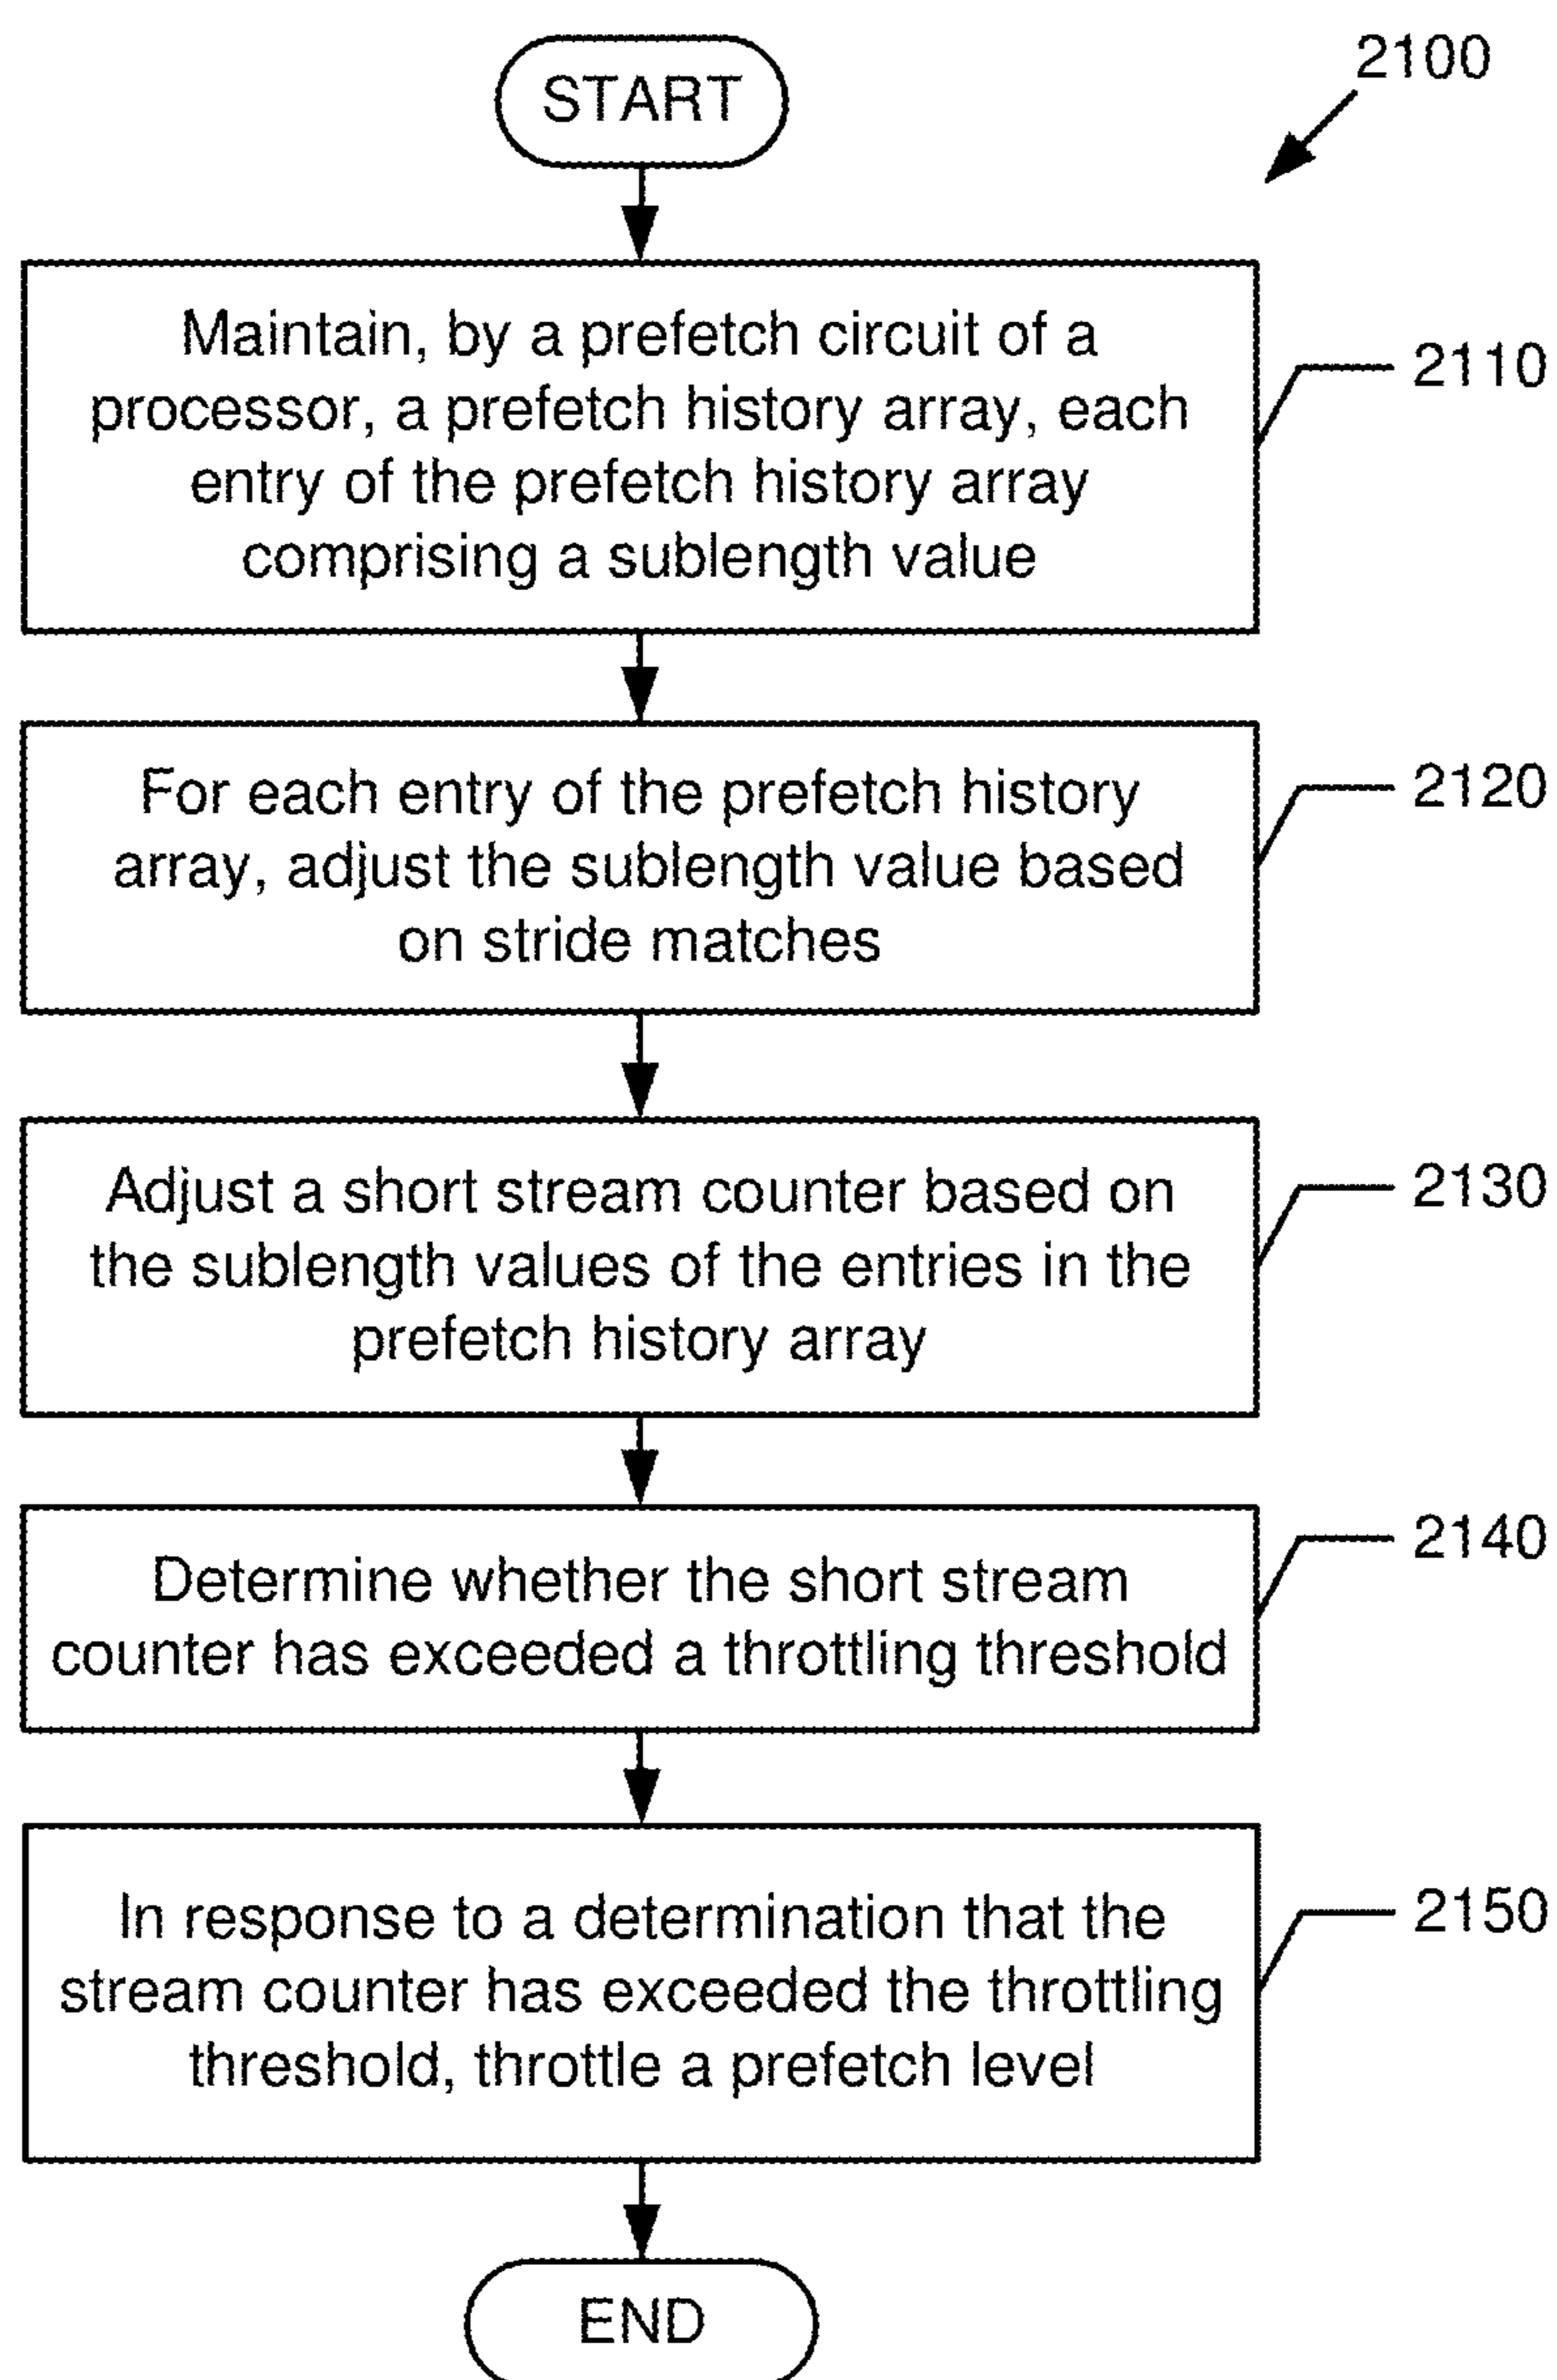 START
2100
Maintain, by a prefetch circuit of a
processor, a prefetch history array, each
entry of the prefetch history array
comprising a sublength value
2110
For each entry of the prefetch history
array, adjust the sublength value based
on stride matches
2120
Adjust a short stream counter based on
the sublength values of the entries in the
prefetch history array
2130
Determine whether the short stream
counter has exceeded a throttling threshold
2140
In response to a determination that the
stream counter has exceeded the throttling
threshold, throttle a prefetch level
2150
END